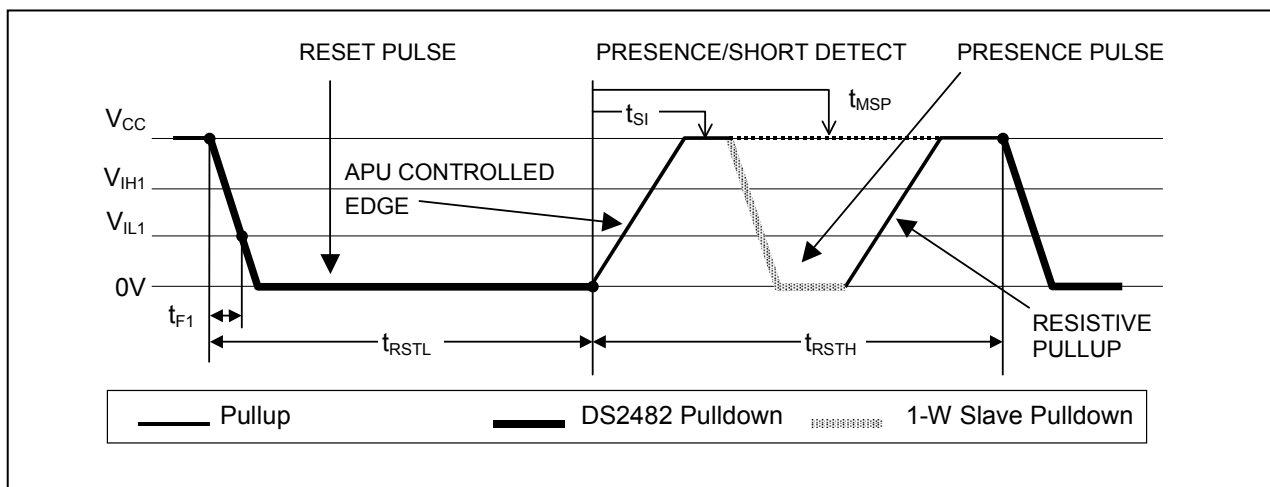 RESET PULSE
PRESENCE/SHORT DETECT
PRESENCE PULSE
tMSP
tSI
VCC
APU CONTROLLED
EDGE
VIH1
VIL1
0V
tF1
tRSTL
tRSTH
RESISTIVE
PULLUP
Pullup
DS2482 Pulldown
1-W Slave Pulldown